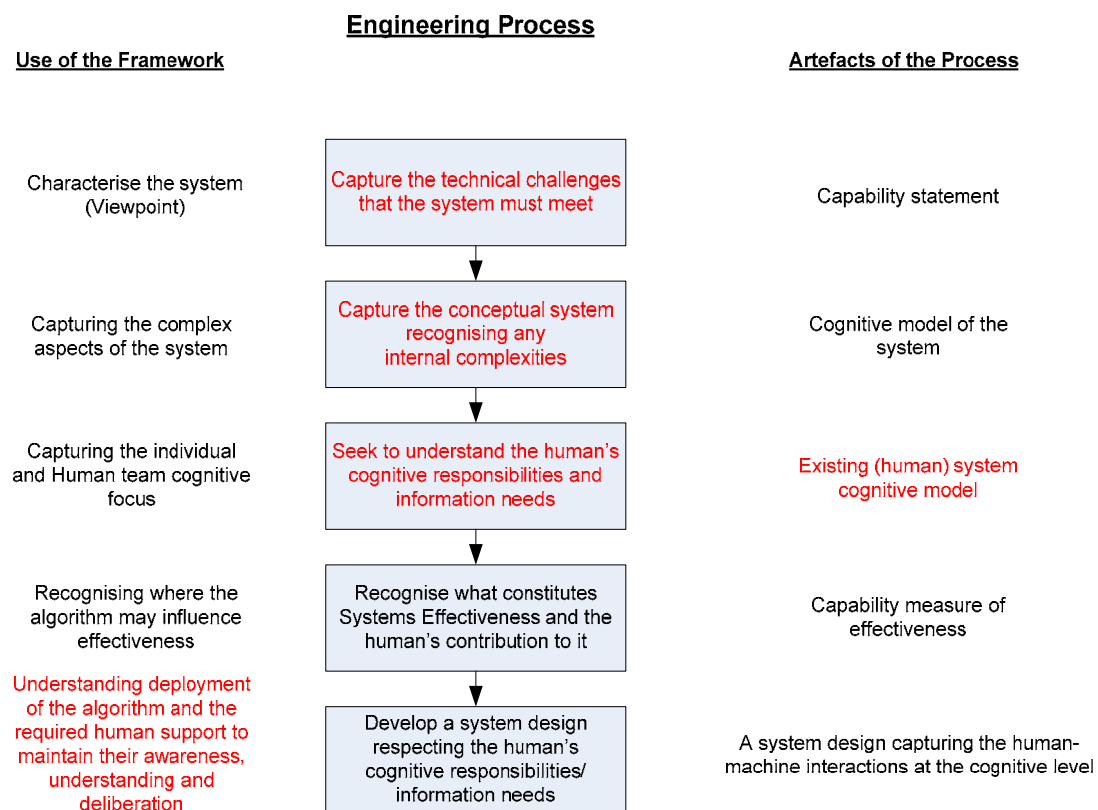 Engineering Process
Use of the Framework
Artefacts of the Process
Characterise the system
(Viewpoint)
Capture the technical challenges
that the system must meet
Capability statement
Capturing the complex
aspects of the system
Capture the conceptual system
recognising any
internal complexities
Cognitive model of the
system
Capturing the individual
and Human team cognitive
focus
Seek to understand the human's
cognitive responsibilities and
information needs
Existing (human) system
cognitive model
Recognising where the
algorithm may influence
effectiveness
Recognise what constitutes
Systems Effectiveness and the
human's contribution to it
Capability measure of
effectiveness
Understanding deployment
of the algorithm and the
required human support to
maintain their awareness,
understanding and
deliberation
Develop a system design
respecting the human's
cognitive responsibilities/
information needs
A system design capturing the human-
machine interactions at the cognitive level